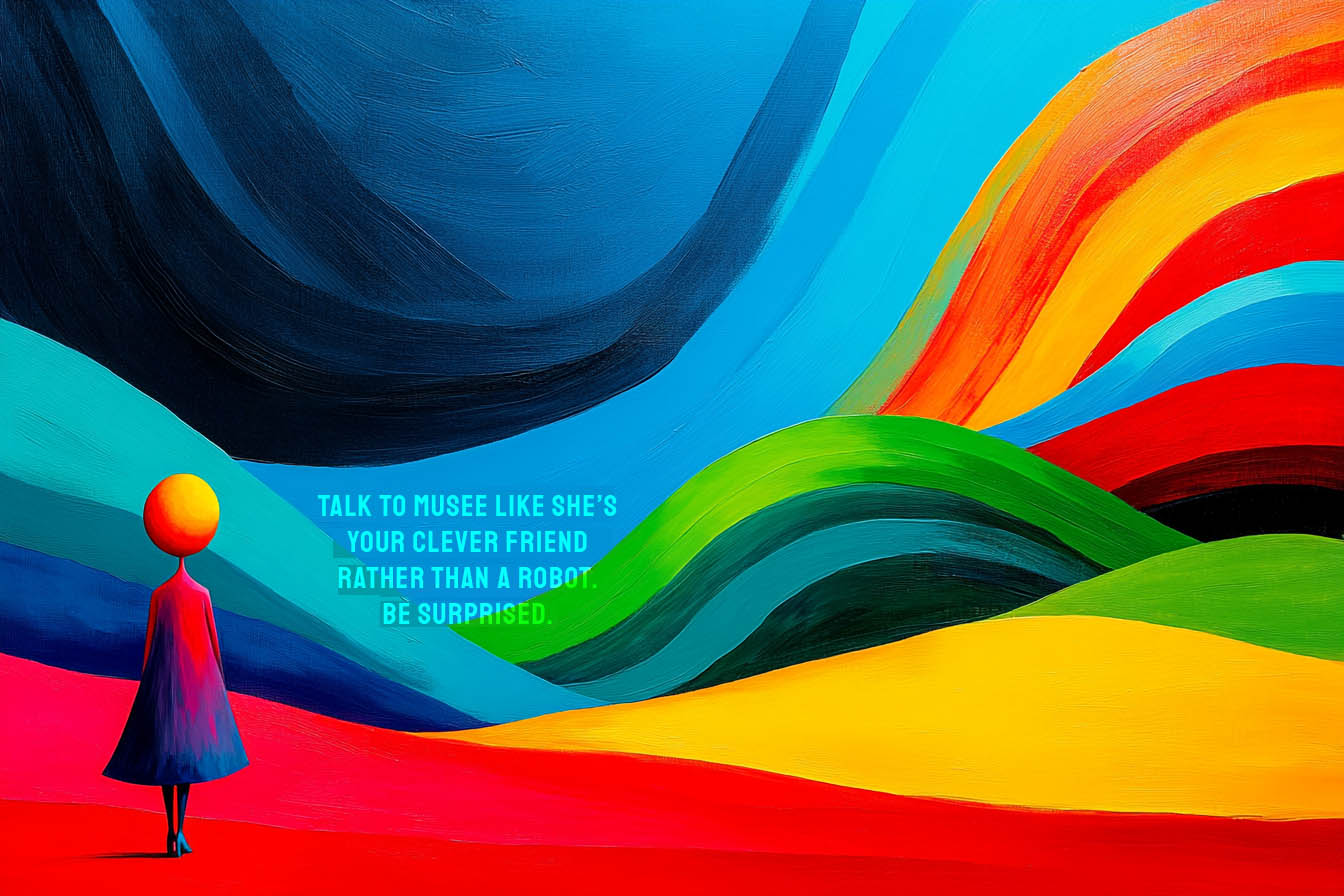 TALK TO MUSEE LIKE SHE'S
YOUR CLEVER FRIEND
RATHER THAN A ROBOT.
BE SURPRISED.